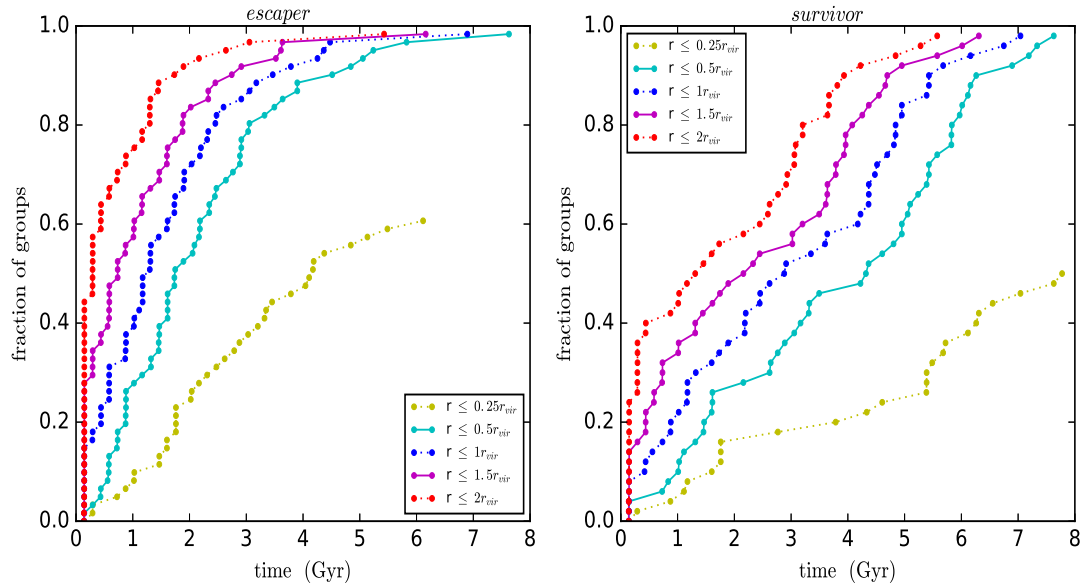 escaper
fraction of groups
1.0
0.8
0.6
0.4
0.2
0.0
0 1 2 3 4 5 6 7 8
time (Gyr)
r ≤ 0.25r_vir
r ≤ 0.5r_vir
r ≤ 1r_vir
r ≤ 1.5r_vir
r ≤ 2r_vir
survivor
fraction of groups
1.0
0.8
0.6
0.4
0.2
0.0
r ≤ 0.25r_vir
r ≤ 0.5r_vir
r ≤ 1r_vir
r ≤ 1.5r_vir
r ≤ 2r_vir
0 1 2 3 4 5 6 7 8
time (Gyr)